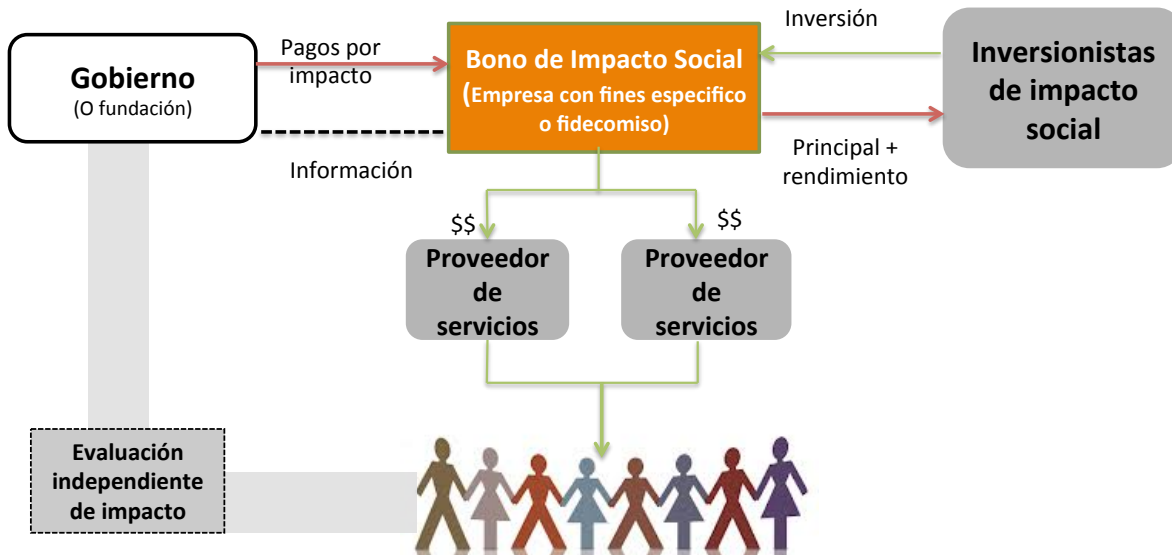 Gobierno
(O fundación)
Pagos por
impacto
Información
Bono de Impacto Social
(Empresa con fines especifico
o fidecomiso)
Inversión
Principal +
rendimiento
Inversionistas
de impacto
social
$$
$$
Proveedor
de
servicios
Proveedor
de
servicios
Evaluación
independiente
de impacto